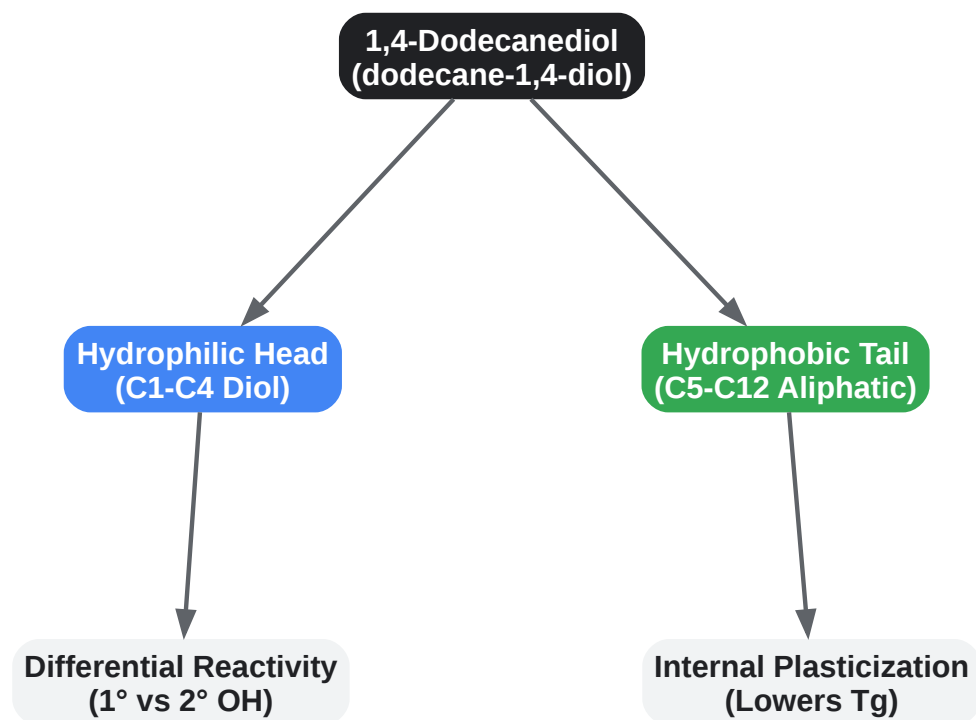 1,4-Dodecanediol
(dodecane-1,4-diol)
Hydrophilic Head
(C1-C4 Diol)
Hydrophobic Tail
(C5-C12 Aliphatic)
Differential Reactivity
(1° vs 2° OH)
Internal Plasticization
(Lowers Tg)